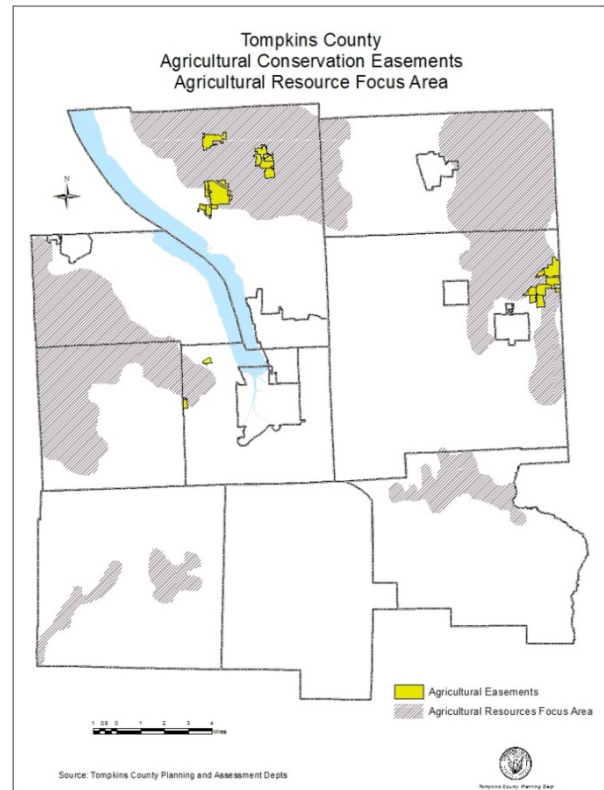 Tompkins County
Agricultural Conservation Easements
Agricultural Resource Focus Area
N
Agricultural Easements
Agricultural Resources Focus Area
1 0.5 0 1 2 3 4
Miles
Source: Tompkins County Planning and Assessment Depts
Tompkins County Planning Dept